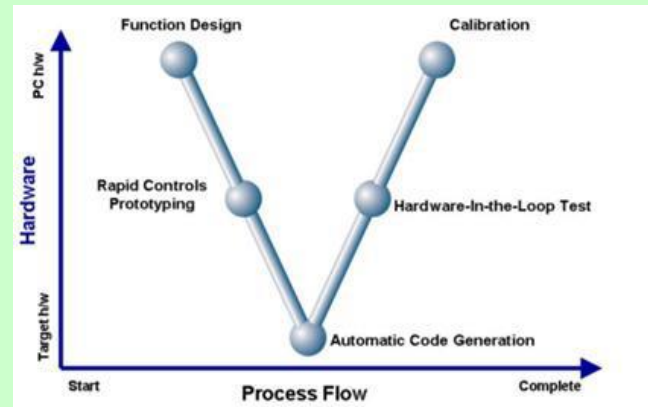 Function Design
Calibration
PC h/w
Hardware
Rapid Controls
Prototyping
Hardware-In-the-Loop Test
Target h/w
Automatic Code Generation
Start
Process Flow
Complete